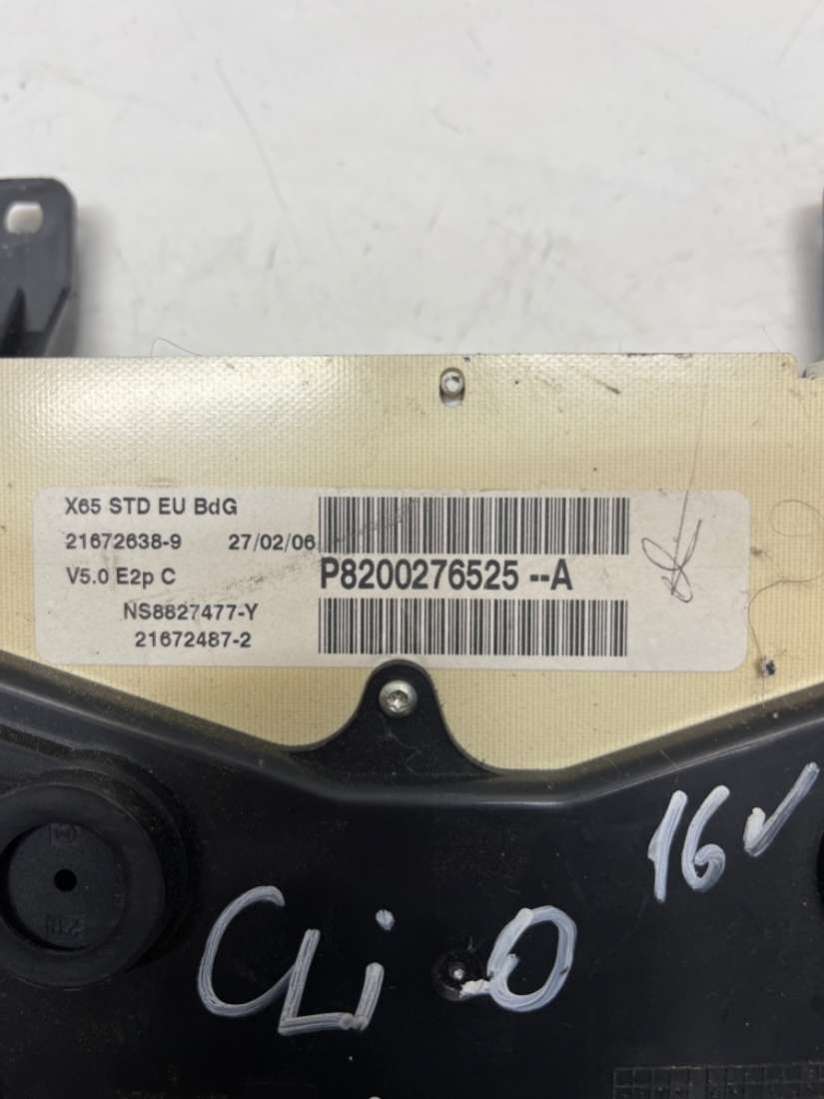 X65 STD EU BdG
21672638-9 27/02/06
V5.0 E2p C
P8200276525 --A
NS8827477-Y
21672487-2
16v
CLiO